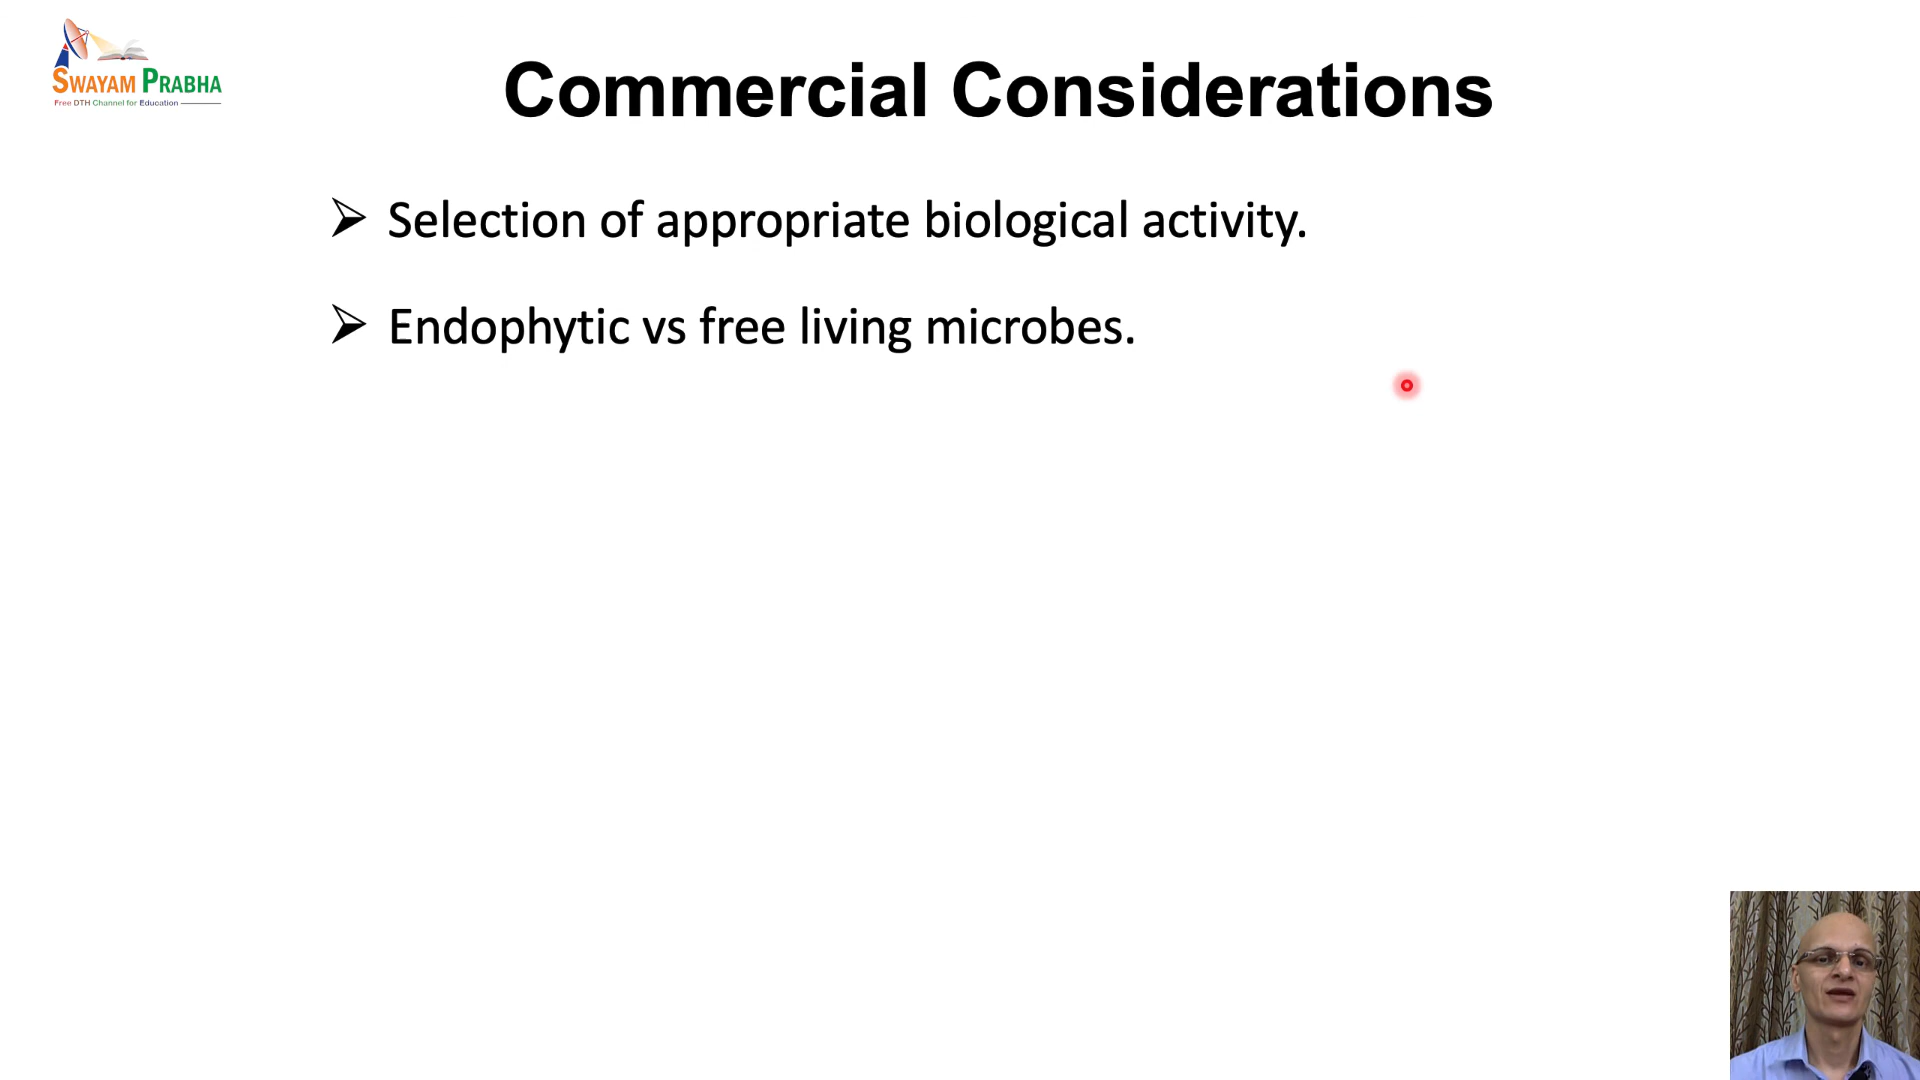 SWAYAM PRABHA
Free DTH Channel for Education
Commercial Considerations
Selection of appropriate biological activity.
Endophytic vs free living microbes.